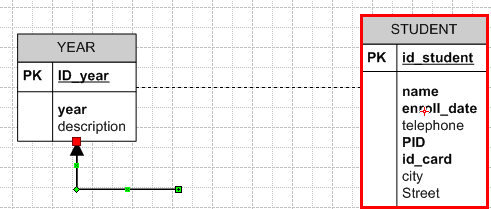 YEAR
PK ID_year
year
description
STUDENT
PK id_student
name
enroll_date
telephone
PID
id_card
city
Street